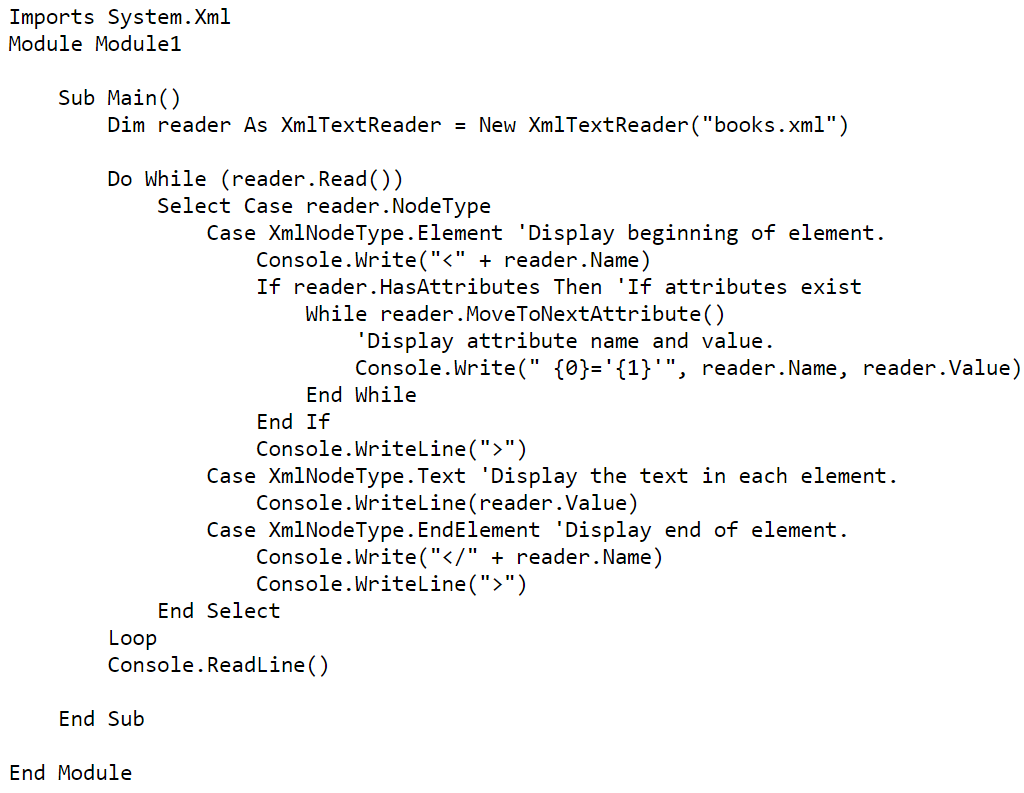 Imports System.Xml
Module Module1
Sub Main()
Dim reader As XmlTextReader = New XmlTextReader("books.xml")
Do While (reader.Read())
Select Case reader.NodeType
Case XmlNodeType.Element 'Display beginning of element.
Console.Write("<" + reader.Name)
If reader.HasAttributes Then 'If attributes exist
While reader.MoveToNextAttribute()
'Display attribute name and value.
Console.Write(" {0}='{1}'", reader.Name, reader.Value)
End While
End If
Console.WriteLine(">")
Case XmlNodeType.Text 'Display the text in each element.
Console.WriteLine(reader.Value)
Case XmlNodeType.EndElement 'Display end of element.
Console.Write("</" + reader.Name)
Console.WriteLine(">")
End Select
Loop
Console.ReadLine()
End Sub
End Module